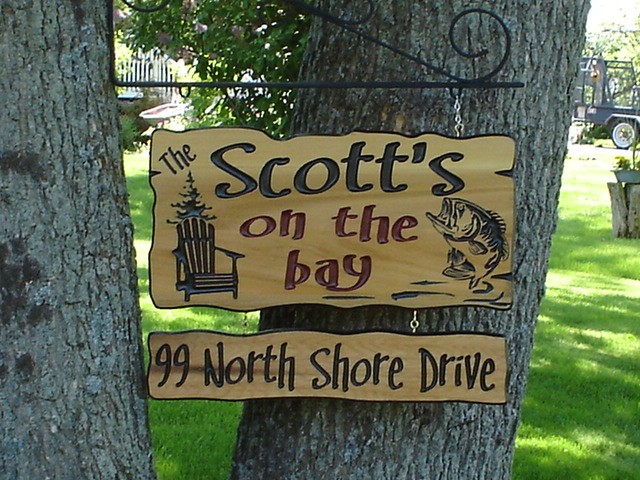 The
Scott's
on the
bay
99 North Shore Drive